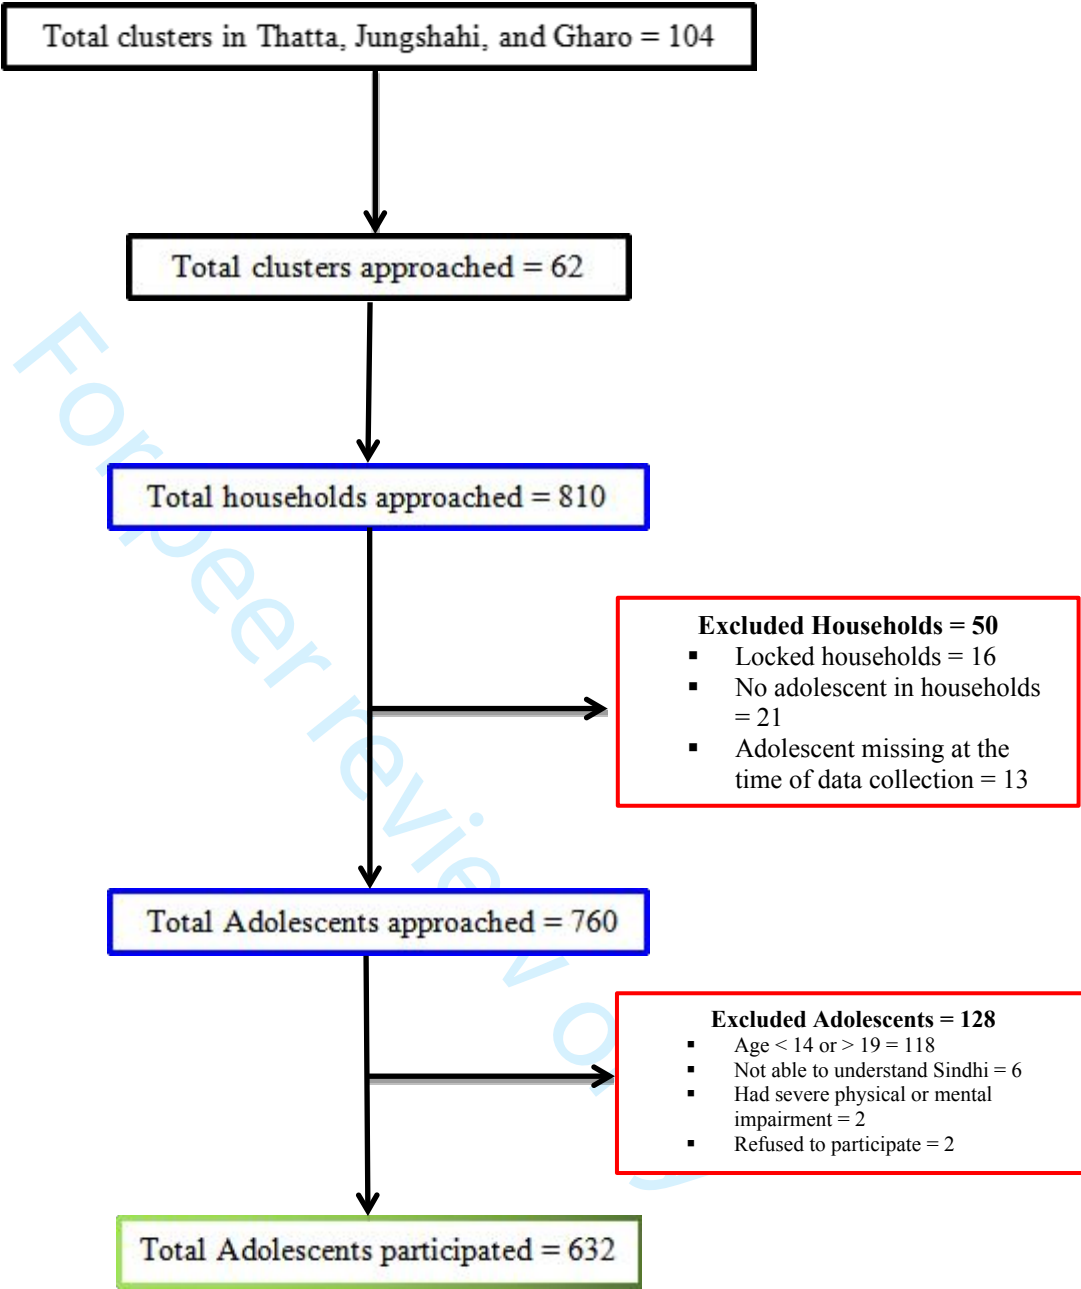 Total clusters in Thatta, Jungshahi, and Gharo = 104
Total clusters approached = 62
Total households approached = 810
Excluded Households = 50
▪ Locked households = 16
▪ No adolescent in households
= 21
▪ Adolescent missing at the
time of data collection = 13
Total Adolescents approached = 760
Excluded Adolescents = 128
▪ Age < 14 or > 19 = 118
▪ Not able to understand Sindhi = 6
▪ Had severe physical or mental
impairment = 2
▪ Refused to participate = 2
Total Adolescents participated = 632
For peer review o